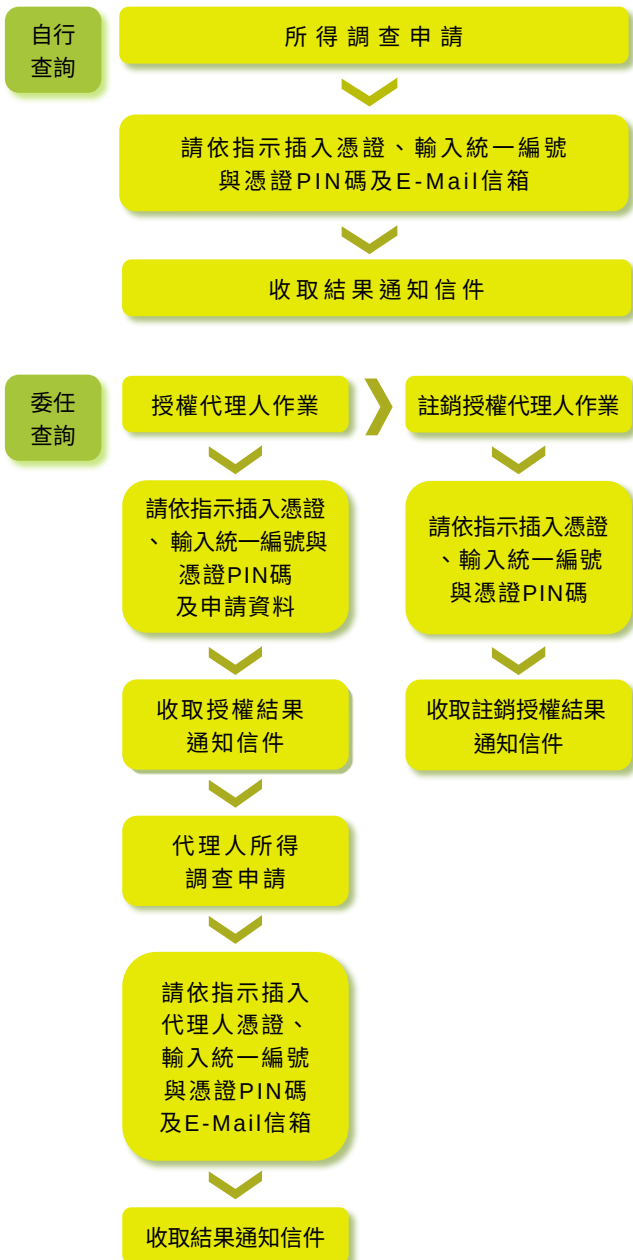 自行
查詢
所得調查申請
請依指示插入憑證、輸入統一編號
與憑證PIN碼及E-Mail信箱
收取結果通知信件
委任
查詢
授權代理人作業
請依指示插入憑證
、輸入統一編號與
憑證PIN碼
及申請資料
收取授權結果
通知信件
代理人所得
調查申請
請依指示插入
代理人憑證、
輸入統一編號
與憑證PIN碼
及E-Mail信箱
收取結果通知信件
註銷授權代理人作業
請依指示插入憑證
、輸入統一編號
與憑證PIN碼
收取註銷授權結果
通知信件